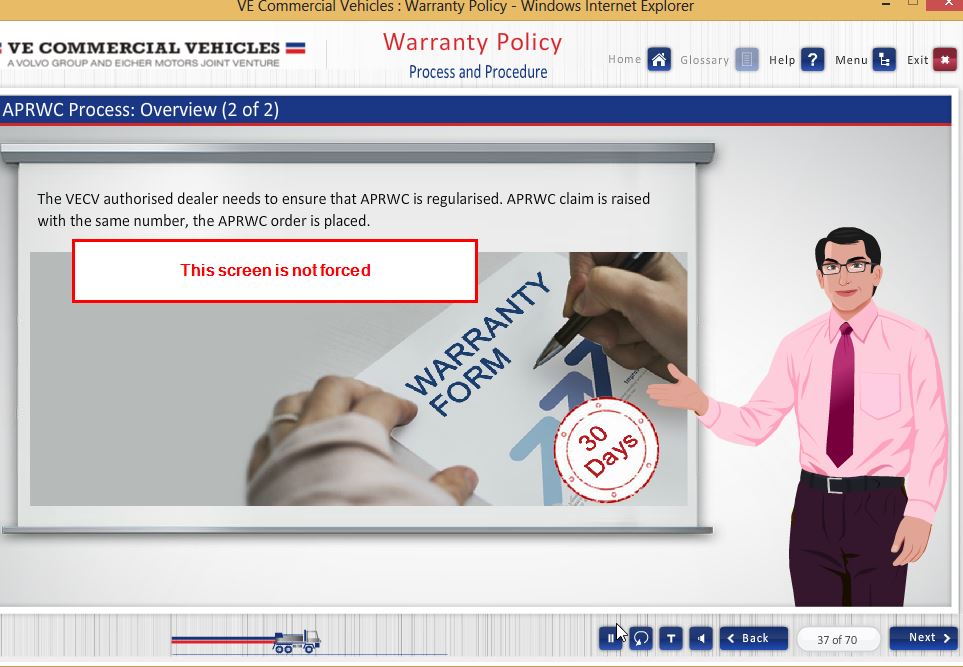 VE Commercial Vehicles : Warranty Policy - Windows Internet Explorer
VE COMMERCIAL VEHICLES
A VOLVO GROUP AND EICHER MOTORS JOINT VENTURE
Warranty Policy
Process and Procedure
Home
Glossary
Help
?
Menu
Exit
APRWC Process: Overview (2 of 2)
The VECV authorised dealer needs to ensure that APRWC is regularised. APRWC claim is raised
with the same number, the APRWC order is placed.
This screen is not forced
WARRANTY
FORM
30
Days
T
Back
37 of 70
Next